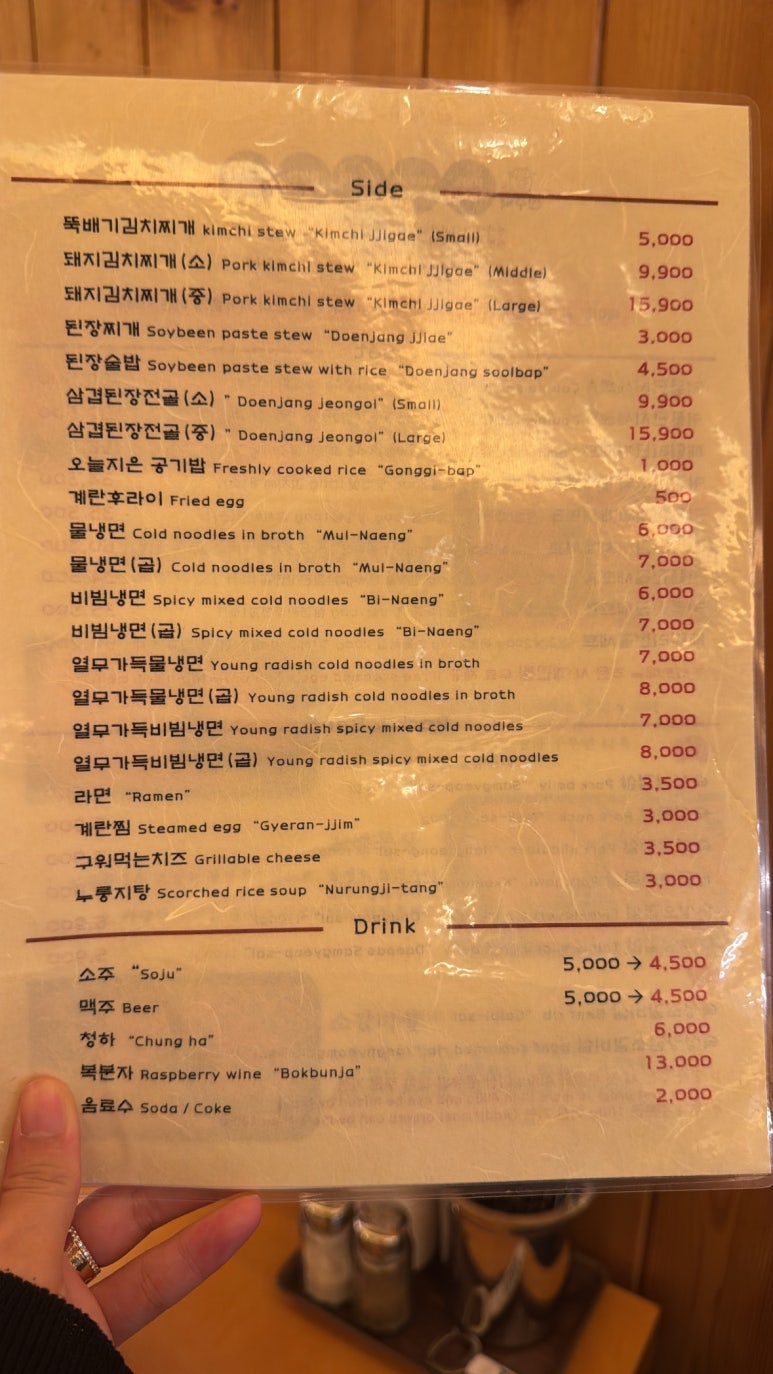 Side
뚝배기김치찌개 kimchi stew "Kimchi JJigae" (Small) 5,000
돼지김치찌개(소) Pork kimchi stew "Kimchi JJigae" (Middle) 9,900
돼지김치찌개(중) Pork kimchi stew "Kimchi JJigae" (Large) 15,900
된장찌개 Soybeen paste stew "Doenjang jjiae" 3,000
된장술밥 Soybeen paste stew with rice "Doenjang soolbap" 4,500
삼겹된장전골(소) " Doenjang jeongol" (Small) 9,900
삼겹된장전골(중) " Doenjang jeongol" (Large) 15,900
오늘지은 공기밥 Freshly cooked rice "Gonggi-bap" 1,000
계란후라이 Fried egg 500
물냉면 Cold noodles in broth "Mul-Naeng" 6,000
물냉면(곱) Cold noodles in broth "Mul-Naeng" 7,000
비빔냉면 Spicy mixed cold noodles "Bi-Naeng" 6,000
비빔냉면(곱) Spicy mixed cold noodles "Bi-Naeng" 7,000
열무가득물냉면 Young radish cold noodles in broth 7,000
열무가득물냉면(곱) Young radish cold noodles in broth 8,000
열무가득비빔냉면 Young radish spicy mixed cold noodles 7,000
열무가득비빔냉면(곱) Young radish spicy mixed cold noodles 8,000
라면 "Ramen" 3,500
계란찜 Steamed egg "Gyeran-jjim" 3,000
구워먹는치즈 Grillable cheese 3,500
누룽지탕 Scorched rice soup "Nurungji-tang" 3,000
Drink
소주 "Soju" 5,000 → 4,500
맥주 Beer 5,000 → 4,500
청하 "Chung ha" 6,000
복분자 Raspberry wine "Bokbunja" 13,000
음료수 Soda / Coke 2,000